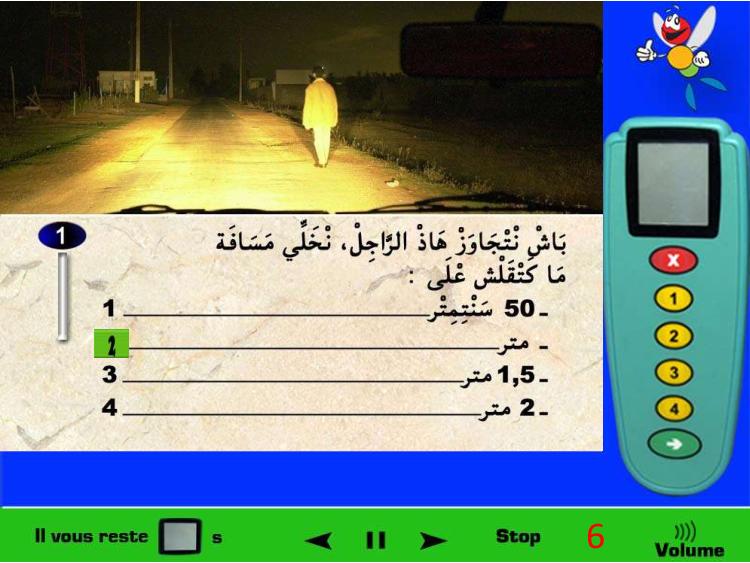 1
بَاشْ نْتْجَاوَزْ هَاذْ الرَّاجِلْ، نْخَلِّي مَسَافَة
مَا كَتْقَلْش عْلَى :
ـ 50 سَنْتِمِتْر 1
ـ متر 2
ـ 1,5 متر 3
ـ 2 متر 4
X
1
2
3
4
Il vous reste s
Stop
6
Volume